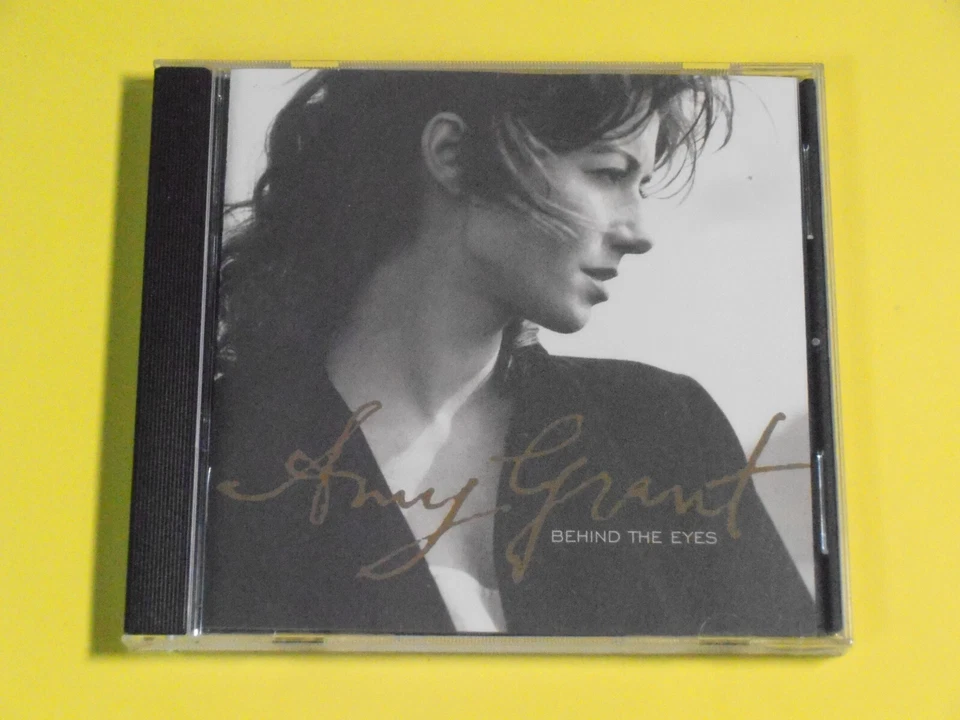 Amy Grant
BEHIND THE EYES